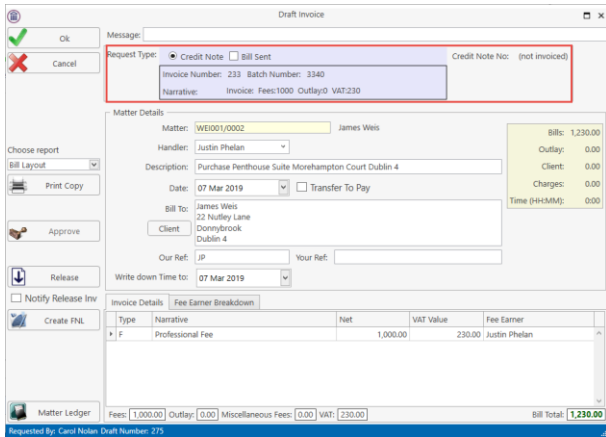 Draft Invoice
Ok
Cancel
Choose report
Bill Layout
Print Copy
Approve
Release
Notify Release Inv
Create FNL
Matter Ledger
Message:
Request Type: Credit Note Bill Sent Credit Note No: (not invoiced)
Invoice Number: 233 Batch Number: 3340
Narrative: Invoice: Fees:1000 Outlay:0 VAT:230
Matter Details
Matter: WEI001/0002 James Weis
Handler: Justin Phelan
Description: Purchase Penthouse Suite Morehampton Court Dublin 4
Date: 07 Mar 2019 Transfer To Pay
Bill To: James Weis
22 Nutley Lane
Client Donnybrook
Dublin 4
Our Ref: JP Your Ref:
Write down Time to: 07 Mar 2019
Bills: 1,230.00
Outlay: 0.00
Client: 0.00
Charges: 0.00
Time (HH:MM): 0:00
Invoice Details Fee Earner Breakdown
Type Narrative Net VAT Value Fee Earner
F Professional Fee 1,000.00 230.00 Justin Phelan
Fees: 1,000.00 Outlay: 0.00 Miscellaneous Fees: 0.00 VAT: 230.00 Bill Total: 1,230.00
Requested By: Carol Nolan Draft Number: 275